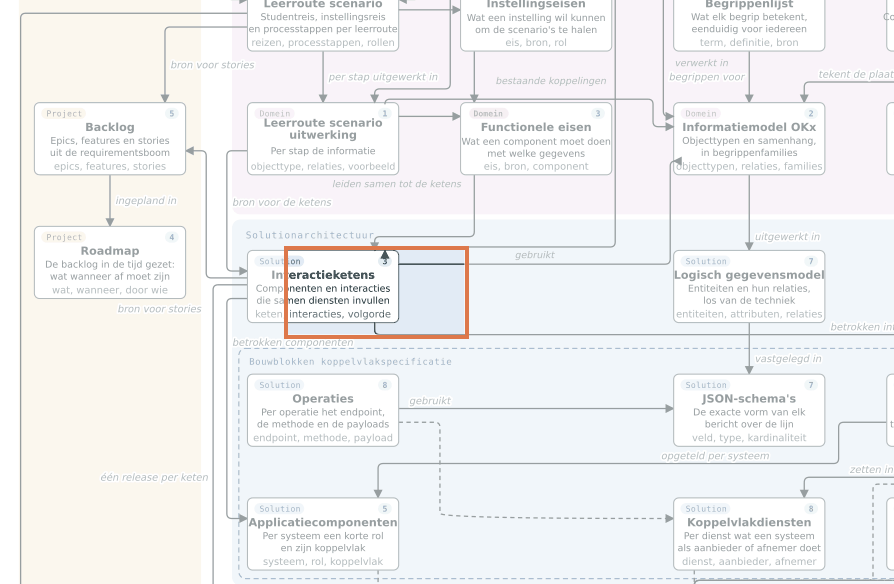 Leerroute scenario
Studentreis, instellingsreis
en processtappen per leerroute
reizen, processtappen, rollen
Instellingseisen
Wat een instelling wil kunnen
om de scenario's te halen
eis, bron, rol
Begrippenlijst
Wat elk begrip betekent,
eenduidig voor iedereen
term, definitie, bron
bron voor stories
per stap uitgewerkt in
bestaande koppelingen
verwerkt in
begrippen voor
tekent de plaat
Project 5
Backlog
Epics, features en stories
uit de requirementsboom
epics, features, stories
Domein 1
Leerroute scenario
uitwerking
Per stap de informatie
objecttype, relaties, voorbeeld
Domein 3
Functionele eisen
Wat een component moet doen
met welke gegevens
eis, bron, component
Domein 2
Informatiemodel OKx
Objecttypen en samenhang,
in begrippenfamilies
objecttypen, relaties, families
leiden samen tot de ketens
ingepland in
bron voor de ketens
Project 4
Roadmap
De backlog in de tijd gezet:
wat wanneer af moet zijn
wat, wanneer, door wie
bron voor stories
Solutionarchitectuur
uitgewerkt in
gebruikt
Solution 3
Interactieketens
Componenten en interacties
die samen diensten invullen
keten, interacties, volgorde
Solution 7
Logisch gegevensmodel
Entiteiten en hun relaties,
los van de techniek
entiteiten, attributen, relaties
betrokken componenten
betrokken int
Bouwblokken koppelvlakspecificatie
vastgelegd in
Solution 8
Operaties
Per operatie het endpoint,
de methode en de payloads
endpoint, methode, payload
gebruikt
Solution 7
JSON-schema's
De exacte vorm van elk
bericht over de lijn
veld, type, kardinaliteit
opgeteld per systeem
één release per keten
zetten in
Solution 5
Applicatiecomponenten
Per systeem een korte rol
en zijn koppelvlak
systeem, rol, koppelvlak
Solution 8
Koppelvlakdiensten
Per dienst wat een systeem
als aanbieder of afnemer doet
dienst, aanbieder, afnemer